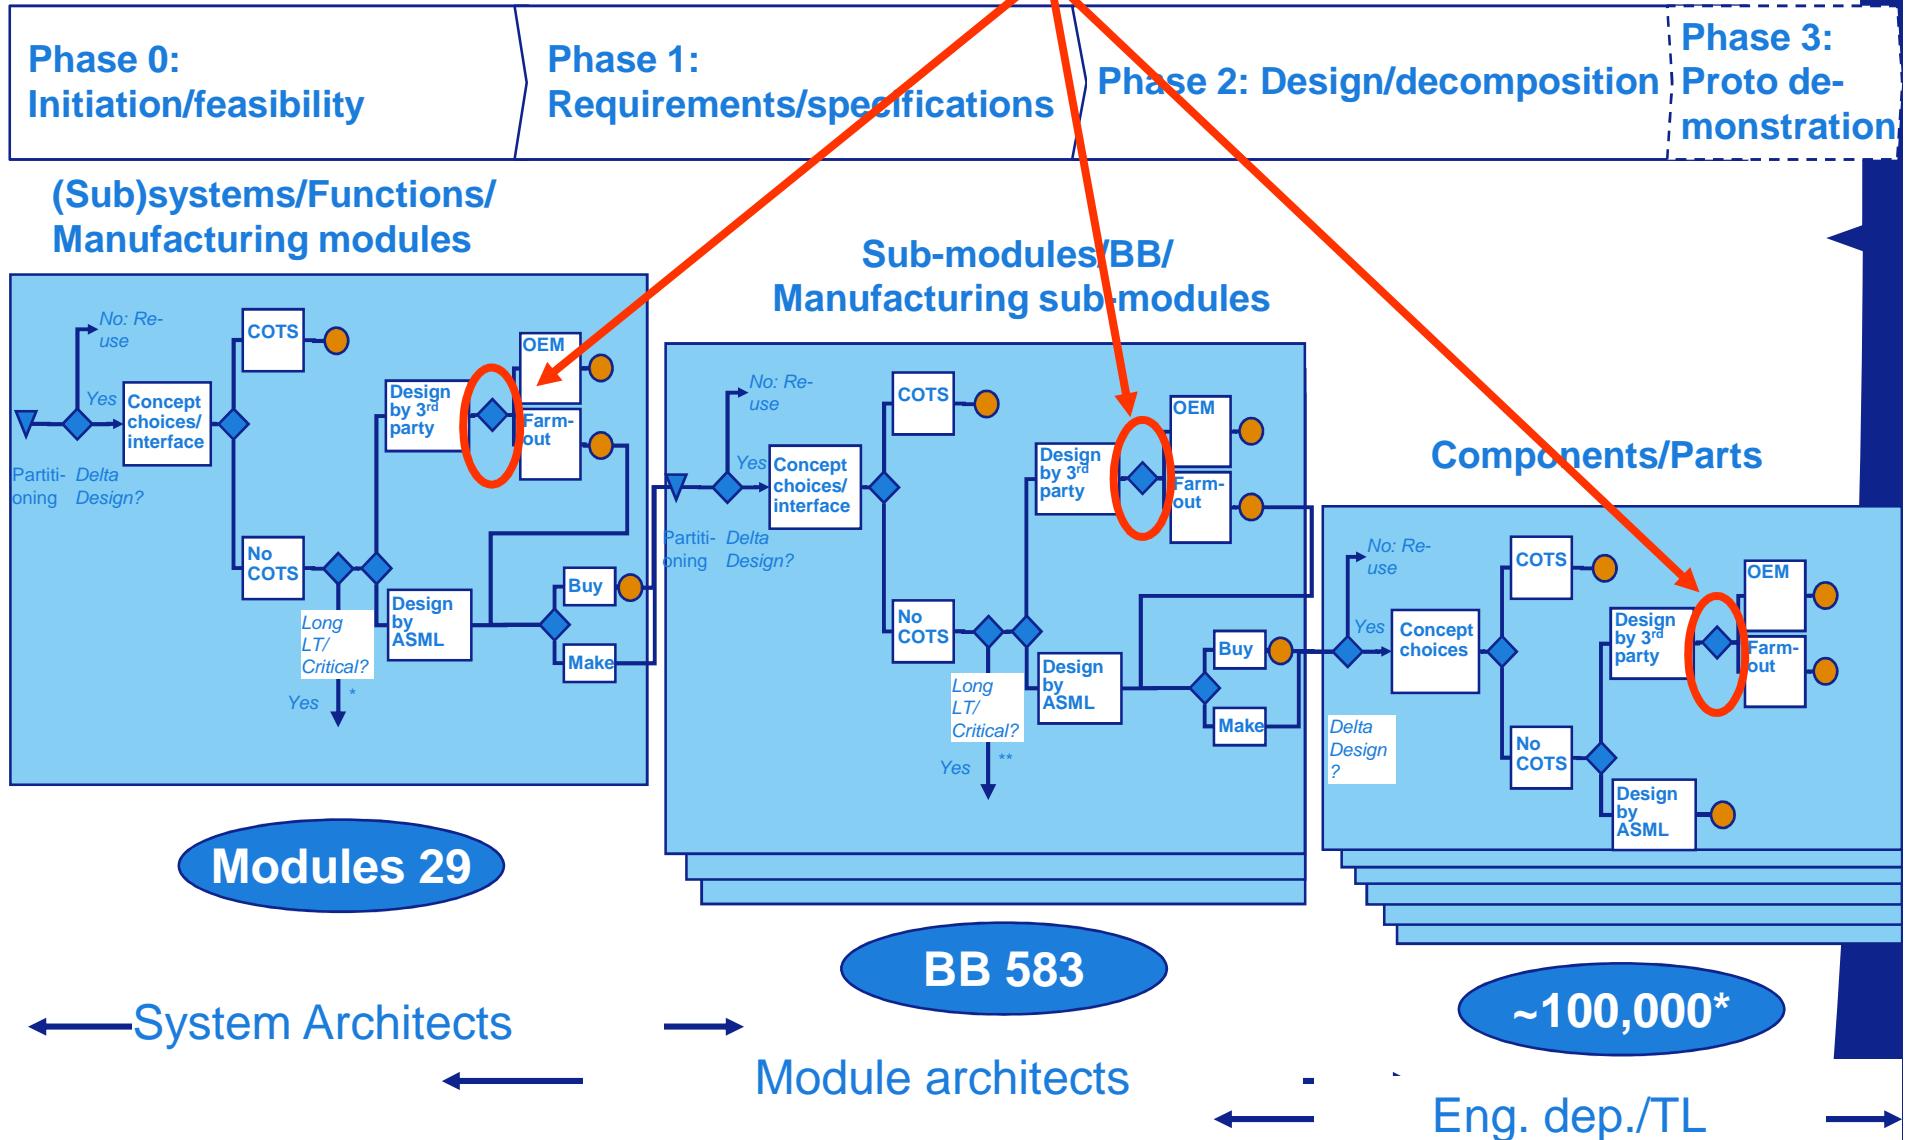 Phase 0:
Initiation/feasibility
Phase 1:
Requirements/specifications
Phase 2: Design/decomposition
Phase 3:
Proto de-
monstration
(Sub)systems/Functions/
Manufacturing modules
No: Re-
use
Yes
Concept
choices/
interface
Partiti-
oning
Delta
Design?
COTS
No
COTS
Design
by 3rd
party
OEM
Farm-
out
Long
LT/
Critical?
Yes
*
Design
by
ASML
Buy
Make
Modules 29
Sub-modules/BB/
Manufacturing sub-modules
No: Re-
use
Yes
Concept
choices/
interface
Partiti-
oning
Delta
Design?
COTS
No
COTS
Design
by 3rd
party
OEM
Farm-
out
Long
LT/
Critical?
Yes
**
Design
by
ASML
Buy
Make
BB 583
Components/Parts
No: Re-
use
Yes
Concept
choices
Delta
Design
?
COTS
No
COTS
Design
by 3rd
party
OEM
Farm-
out
Design
by
ASML
~100,000*
System Architects
Module architects
Eng. dep./TL